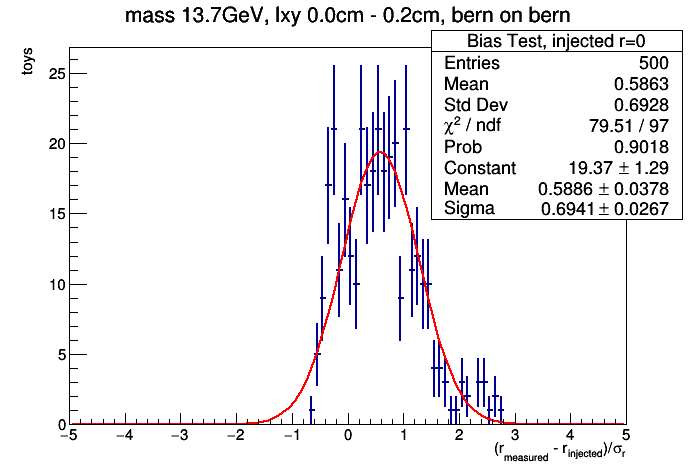 mass 13.7GeV, lxy 0.0cm - 0.2cm, bern on bern
toys
Bias Test, injected r=0
Entries 500
Mean 0.5863
Std Dev 0.6928
χ² / ndf 79.51 / 97
Prob 0.9018
Constant 19.37 ± 1.29
Mean 0.5886 ± 0.0378
Sigma 0.6941 ± 0.0267
25
20
15
10
5
0
−5 −4 −3 −2 −1 0 1 2 3 4 5
(r_measured - r_injected)/σ_r